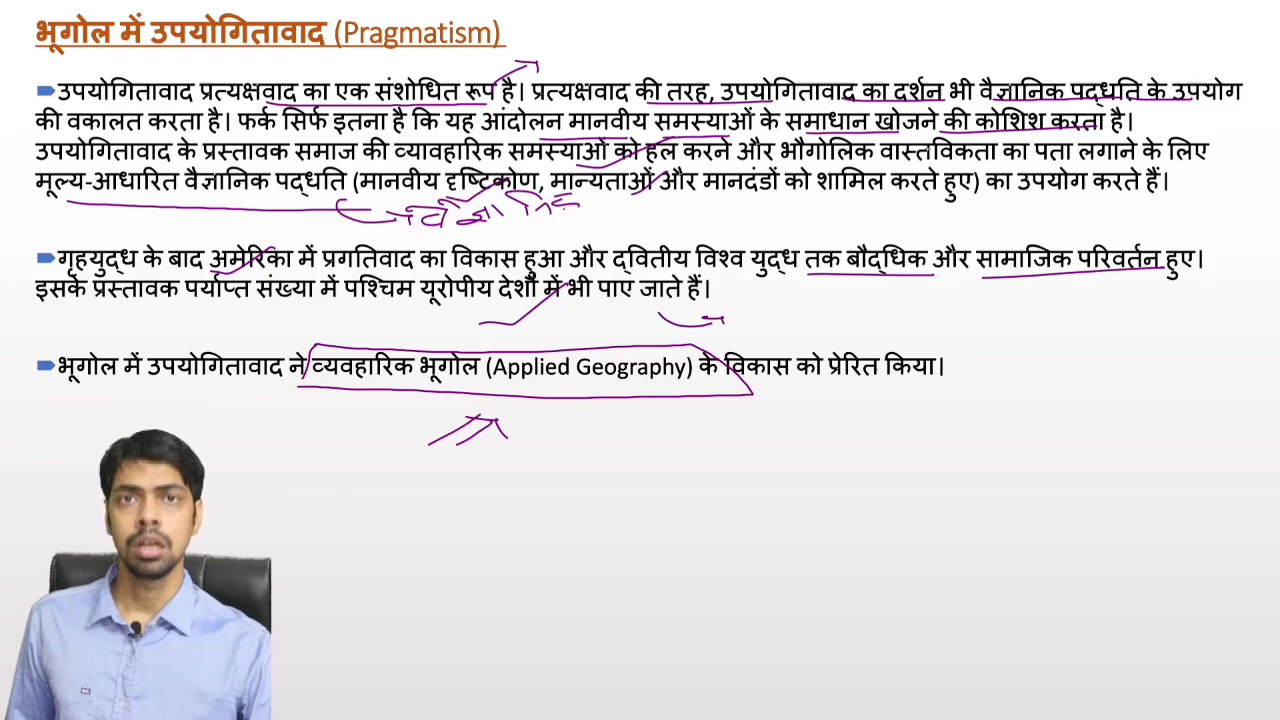 भूगोल में उपयोगितावाद (Pragmatism)
उपयोगितावाद प्रत्यक्षवाद का एक संशोधित रूप है। प्रत्यक्षवाद की तरह, उपयोगितावाद का दर्शन भी वैज्ञानिक पद्धति के उपयोग
की वकालत करता है। फर्क सिर्फ इतना है कि यह आंदोलन मानवीय समस्याओं के समाधान खोजने की कोशिश करता है।
उपयोगितावाद के प्रस्तावक समाज की व्यावहारिक समस्याओं को हल करने और भौगोलिक वास्तविकता का पता लगाने के लिए
मूल्य-आधारित वैज्ञानिक पद्धति (मानवीय दृष्टिकोण, मान्यताओं और मानदंडों को शामिल करते हुए) का उपयोग करते हैं।
गृहयुद्ध के बाद अमेरिका में प्रगतिवाद का विकास हुआ और द्वितीय विश्व युद्ध तक बौद्धिक और सामाजिक परिवर्तन हुए।
इसके प्रस्तावक पर्याप्त संख्या में पश्चिम यूरोपीय देशों में भी पाए जाते हैं।
भूगोल में उपयोगितावाद ने व्यवहारिक भूगोल (Applied Geography) के विकास को प्रेरित किया।